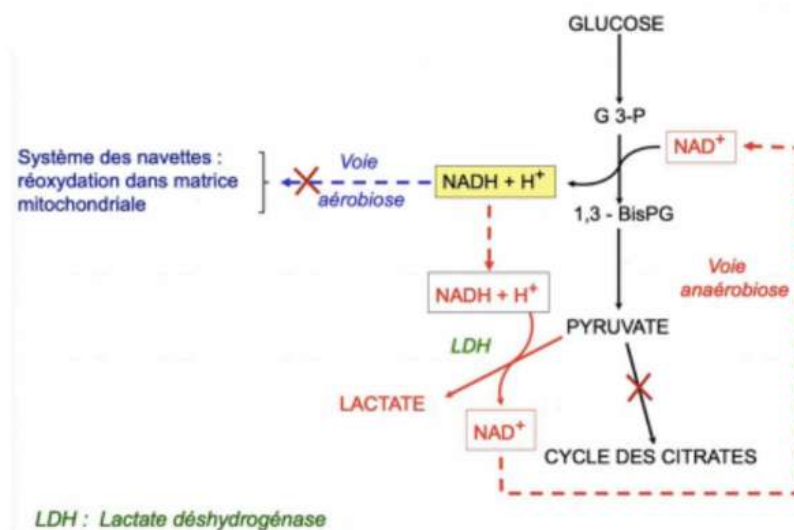 GLUCOSE
G 3-P
NAD+
Système des navettes :
réoxydation dans matrice
mitochondriale
Voie
aérobiose
NADH + H+
1,3 - BisPG
NADH + H+
Voie
anaérobiose
PYRUVATE
LDH
LACTATE
NAD+
CYCLE DES CITRATES
LDH : Lactate déshydrogénase